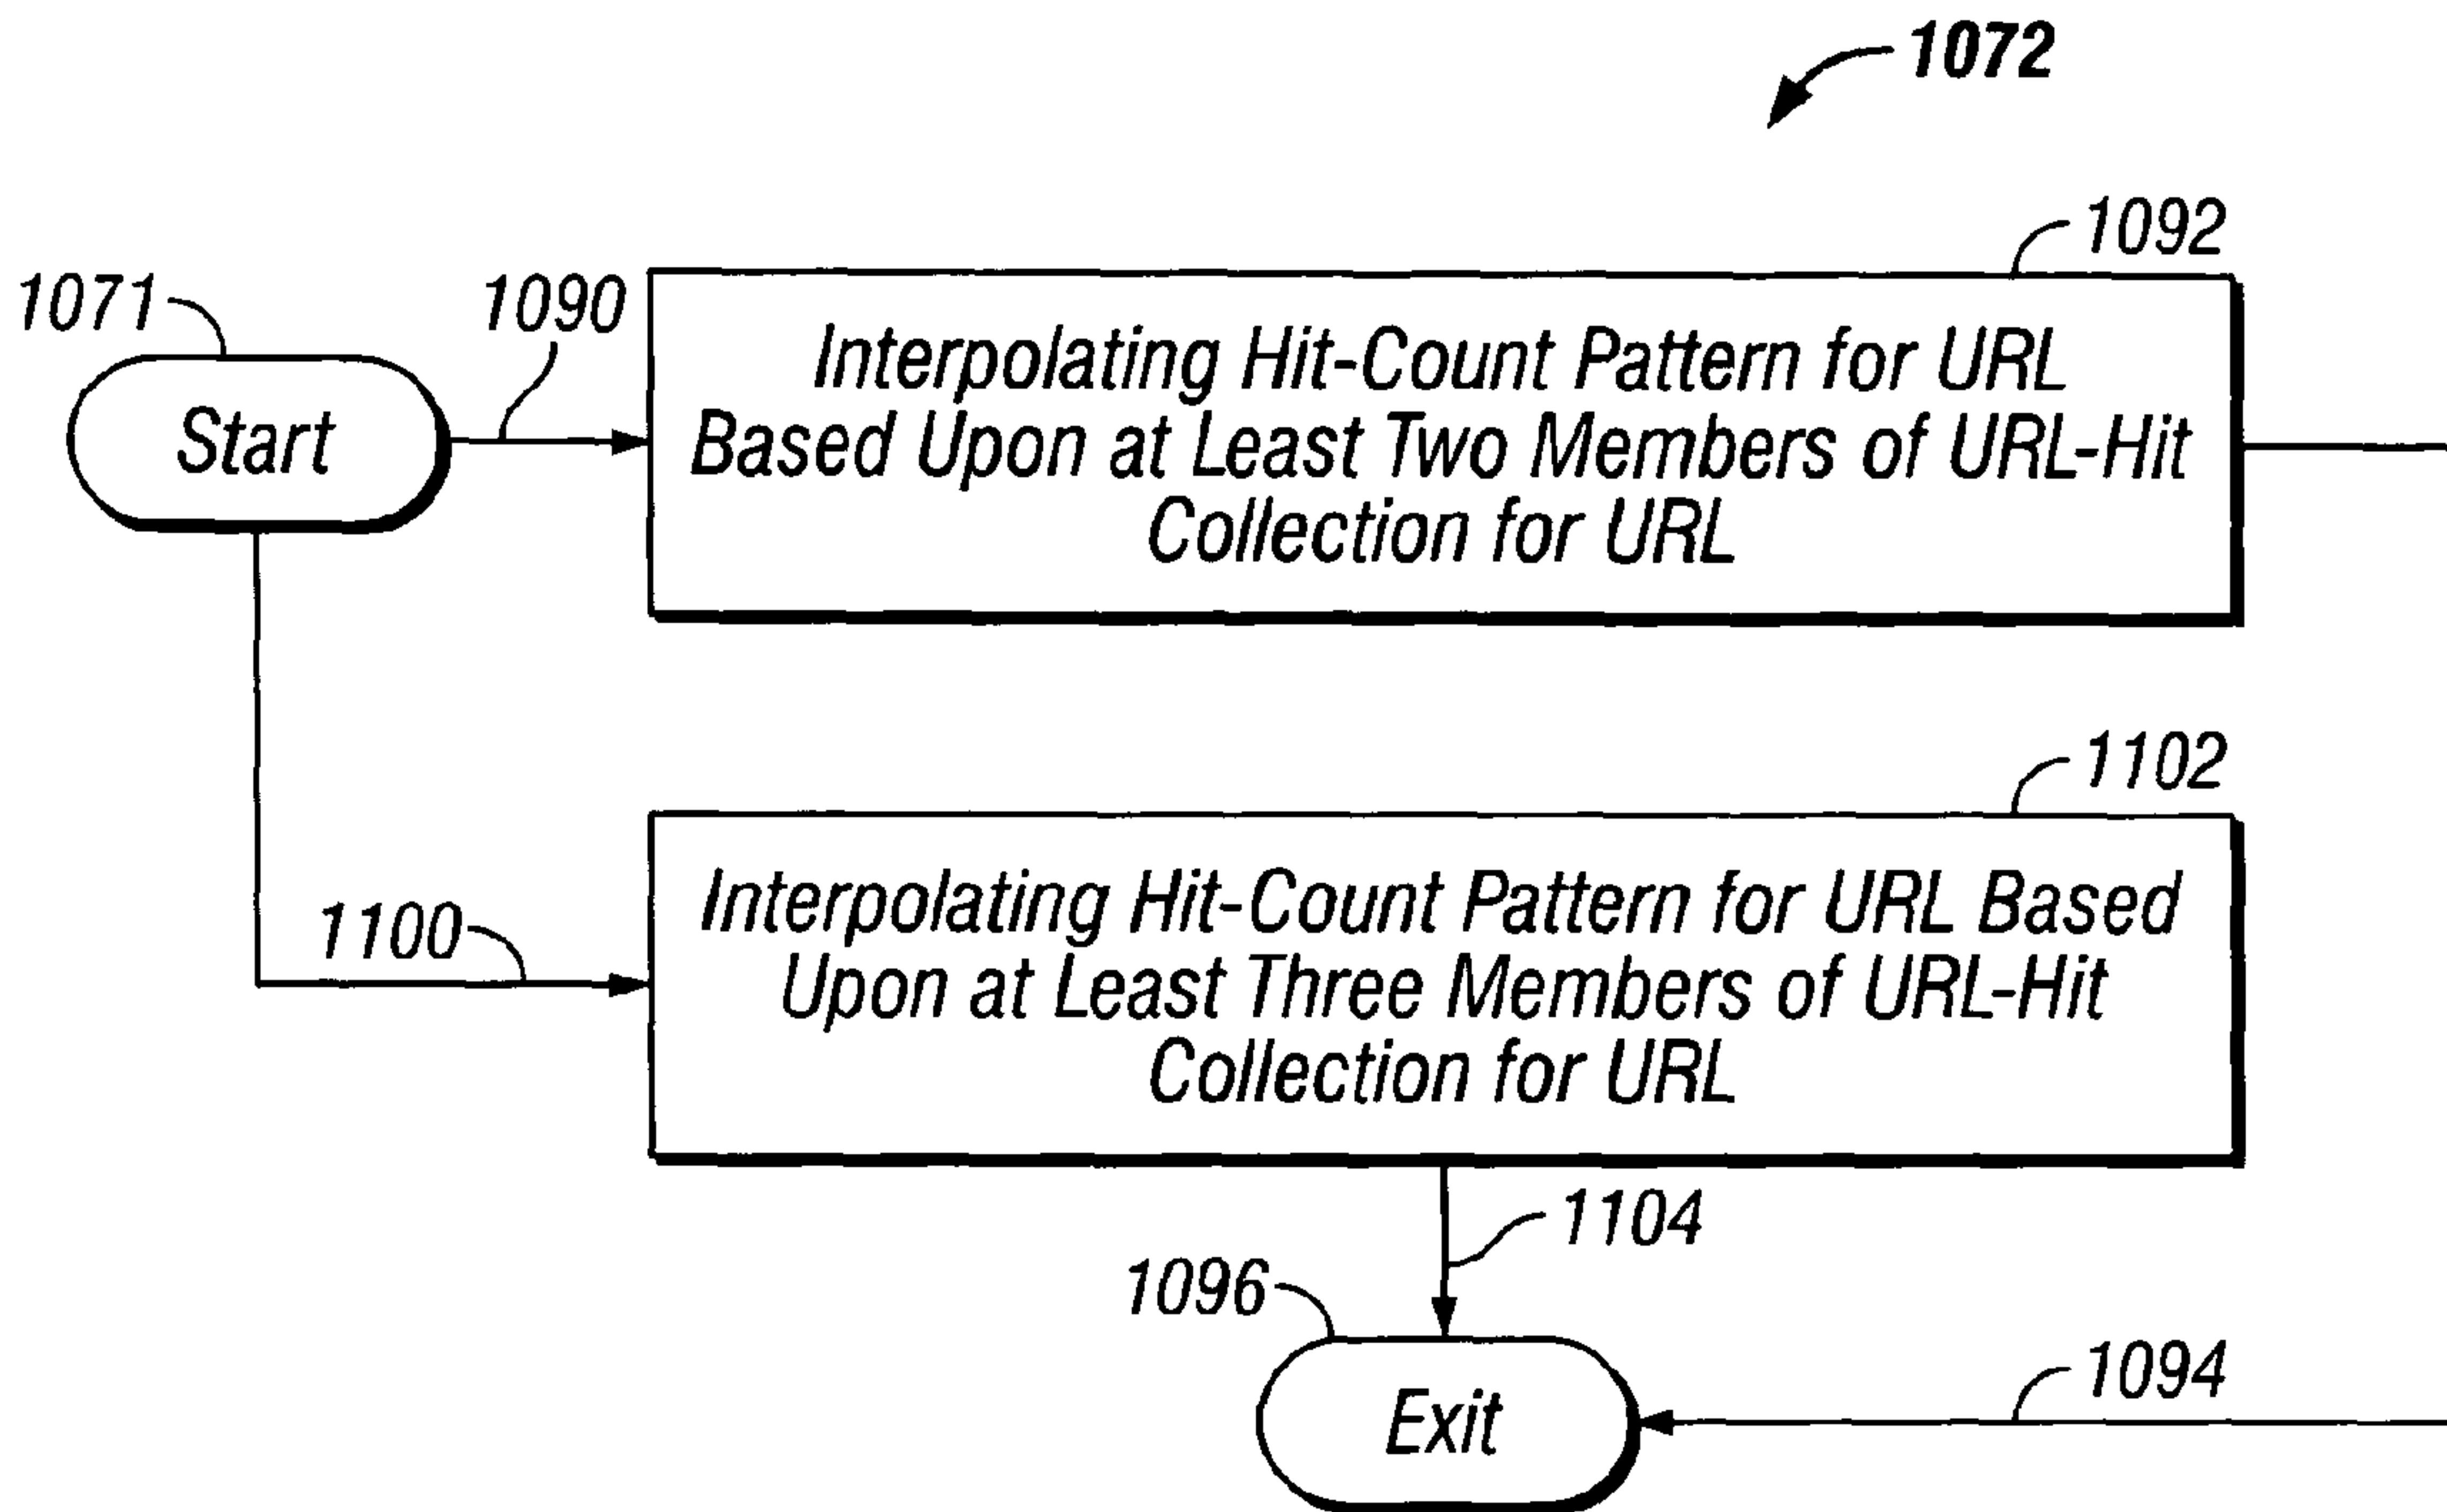 1072
1092
1071
1090
Interpolating Hit-Count Pattern for URL
Based Upon at Least Two Members of URL-Hit
Collection for URL
Start
1102
Interpolating Hit-Count Pattern for URL Based
Upon at Least Three Members of URL-Hit
Collection for URL
1100
1104
1096
1094
Exit